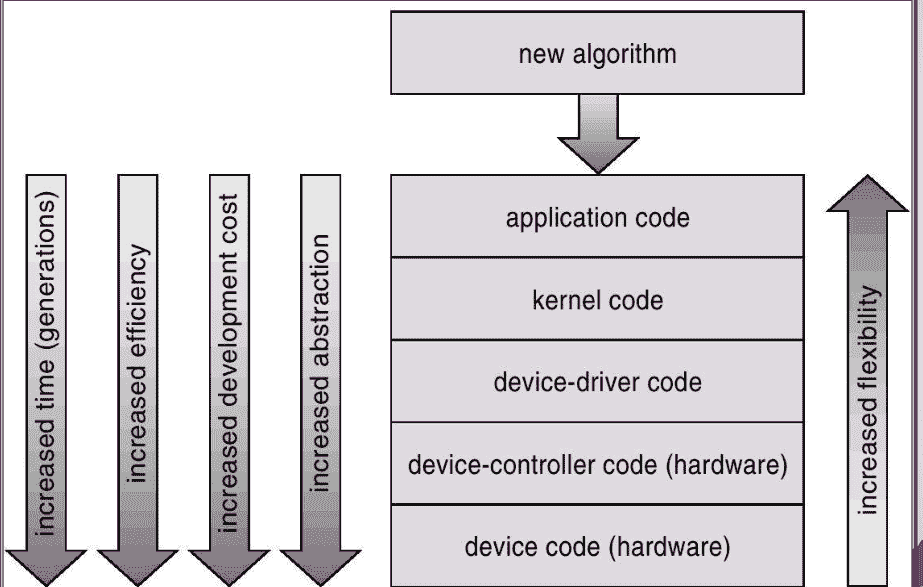 new algorithm
increased time (generations)
increased efficiency
increased development cost
increased abstraction
application code
kernel code
device-driver code
device-controller code (hardware)
device code (hardware)
increased flexibility